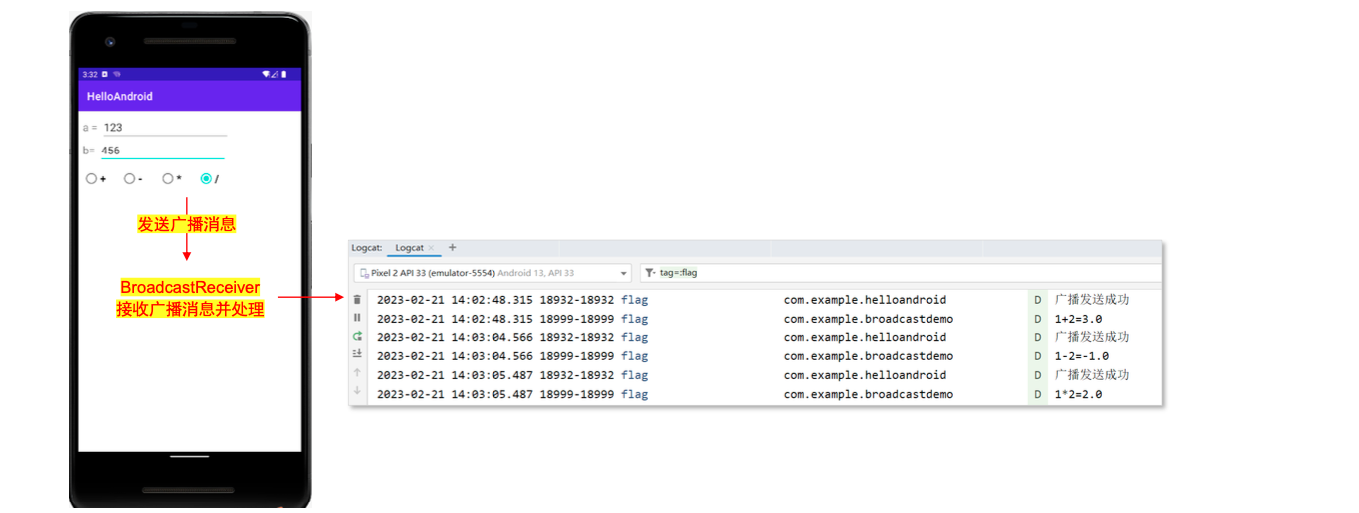 3:32
HelloAndroid
a = 123
b= 456
+ - * /
发送广播消息
BroadcastReceiver
接收广播消息并处理
Logcat: Logcat × +
Pixel 2 API 33 (emulator-5554) Android 13, API 33
tag=:flag
2023-02-21 14:02:48.315 18932-18932 flag com.example.helloandroid D 广播发送成功
2023-02-21 14:02:48.315 18999-18999 flag com.example.broadcastdemo D 1+2=3.0
2023-02-21 14:03:04.566 18932-18932 flag com.example.helloandroid D 广播发送成功
2023-02-21 14:03:04.566 18999-18999 flag com.example.broadcastdemo D 1-2=-1.0
2023-02-21 14:03:05.487 18932-18932 flag com.example.helloandroid D 广播发送成功
2023-02-21 14:03:05.487 18999-18999 flag com.example.broadcastdemo D 1*2=2.0